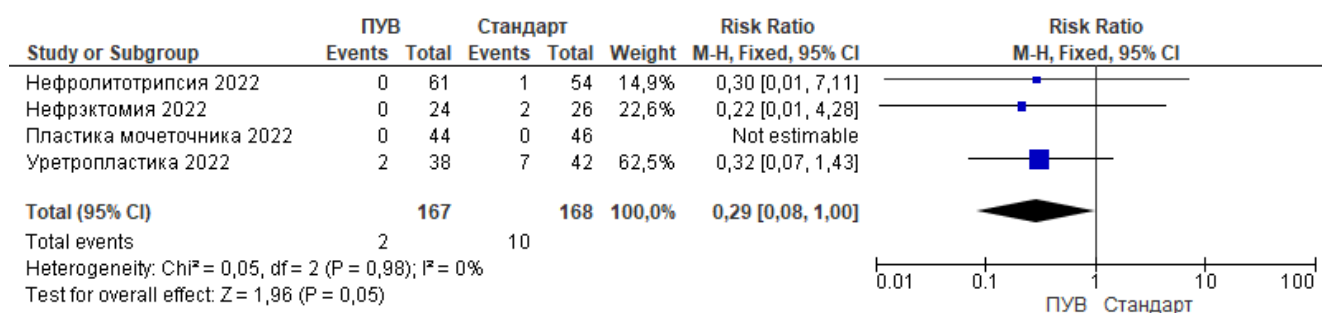 ПУВ Стандарт Risk Ratio Risk Ratio
Study or Subgroup Events Total Events Total Weight M-H, Fixed, 95% CI M-H, Fixed, 95% CI
Нефролитотрипсия 2022 0 61 1 54 14,9% 0,30 [0,01, 7,11]
Нефрэктомия 2022 0 24 2 26 22,6% 0,22 [0,01, 4,28]
Пластика мочеточника 2022 0 44 0 46 Not estimable
Уретропластика 2022 2 38 7 42 62,5% 0,32 [0,07, 1,43]
Total (95% CI) 167 168 100,0% 0,29 [0,08, 1,00]
Total events 2 10
Heterogeneity: Chi² = 0,05, df = 2 (P = 0,98); I² = 0%
Test for overall effect: Z = 1,96 (P = 0,05)
0.01 0.1 1 10 100
ПУВ Стандарт